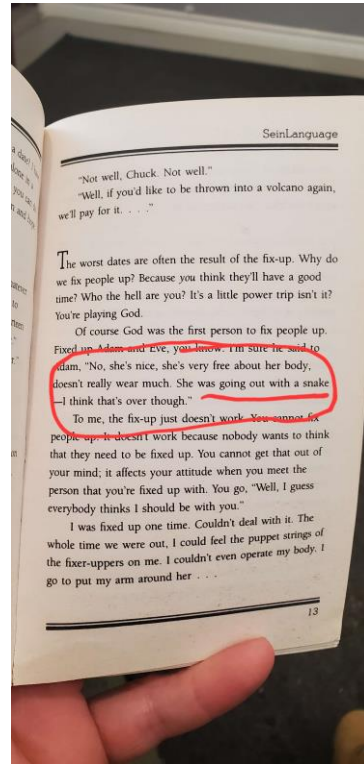 SeinLanguage
"Not well, Chuck. Not well."
"Well, if you'd like to be thrown into a volcano again,
we'll pay for it. . . ."
The worst dates are often the result of the fix-up. Why do
we fix people up? Because you think they'll have a good
time? Who the hell are you? It's a little power trip isn't it?
You're playing God.
Of course God was the first person to fix people up.
Fixed up Adam and Eve, you know. I'm sure he said to
Adam, "No, she's nice, she's very free about her body,
doesn't really wear much. She was going out with a snake
—I think that's over though."
To me, the fix-up just doesn't work. You cannot fix
people up. It doesn't work because nobody wants to think
that they need to be fixed up. You cannot get that out of
your mind; it affects your attitude when you meet the
person that you're fixed up with. You go, "Well, I guess
everybody thinks I should be with you."
I was fixed up one time. Couldn't deal with it. The
whole time we were out, I could feel the puppet strings of
the fixer-uppers on me. I couldn't even operate my body. I
go to put my arm around her . . .
13